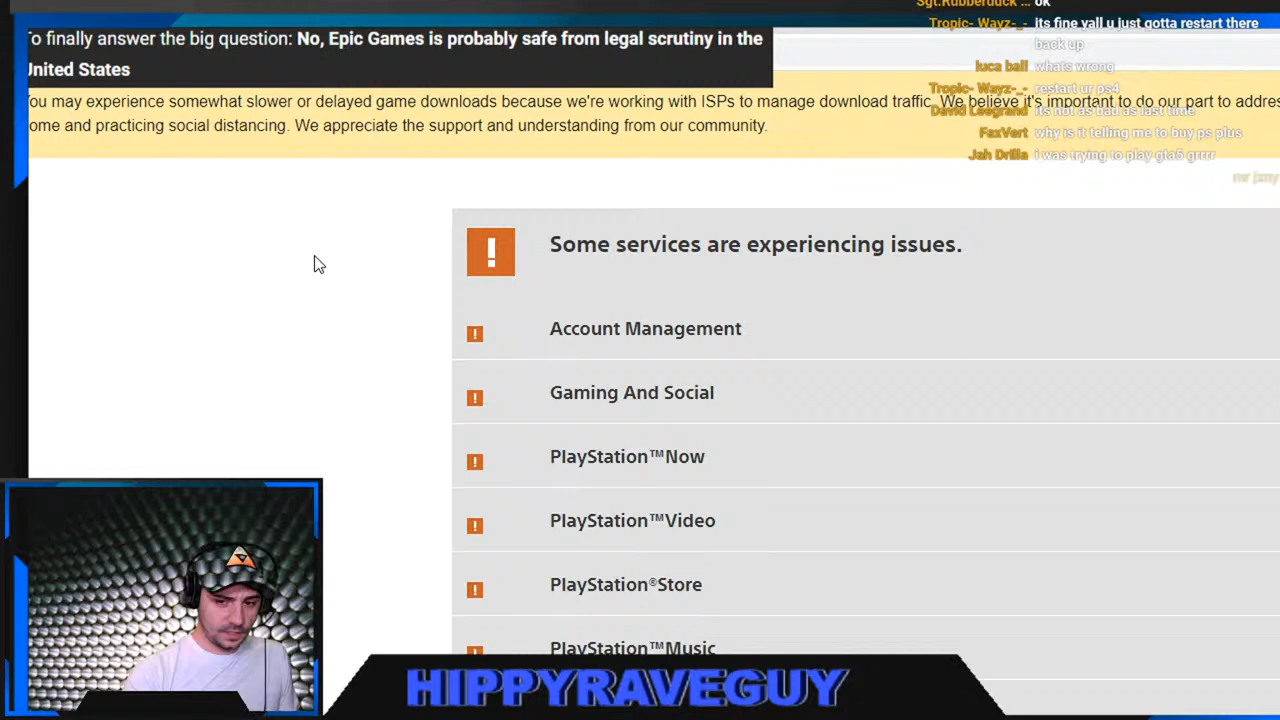 To finally answer the big question: No, Epic Games is probably safe from legal scrutiny in the
United States
You may experience somewhat slower or delayed game downloads because we're working with ISPs to manage download traffic. We believe it's important to do our part to addres
ome and practicing social distancing. We appreciate the support and understanding from our community.
Sgt.Rubberduck ... ok
Tropic- Wayz-_- its fine yall u just gotta restart there
back up
luca ball whats wrong
Tropic- Wayz-_- restart ur ps4
David Leegrand its not as bad as last time
FaxVert why is it telling me to buy ps plus
Jah Drilla i was trying to play gta5 grrrr
Some services are experiencing issues.
Account Management
Gaming And Social
PlayStation™Now
PlayStation™Video
PlayStation®Store
PlayStation™Music
HIPPYRAVEGUY